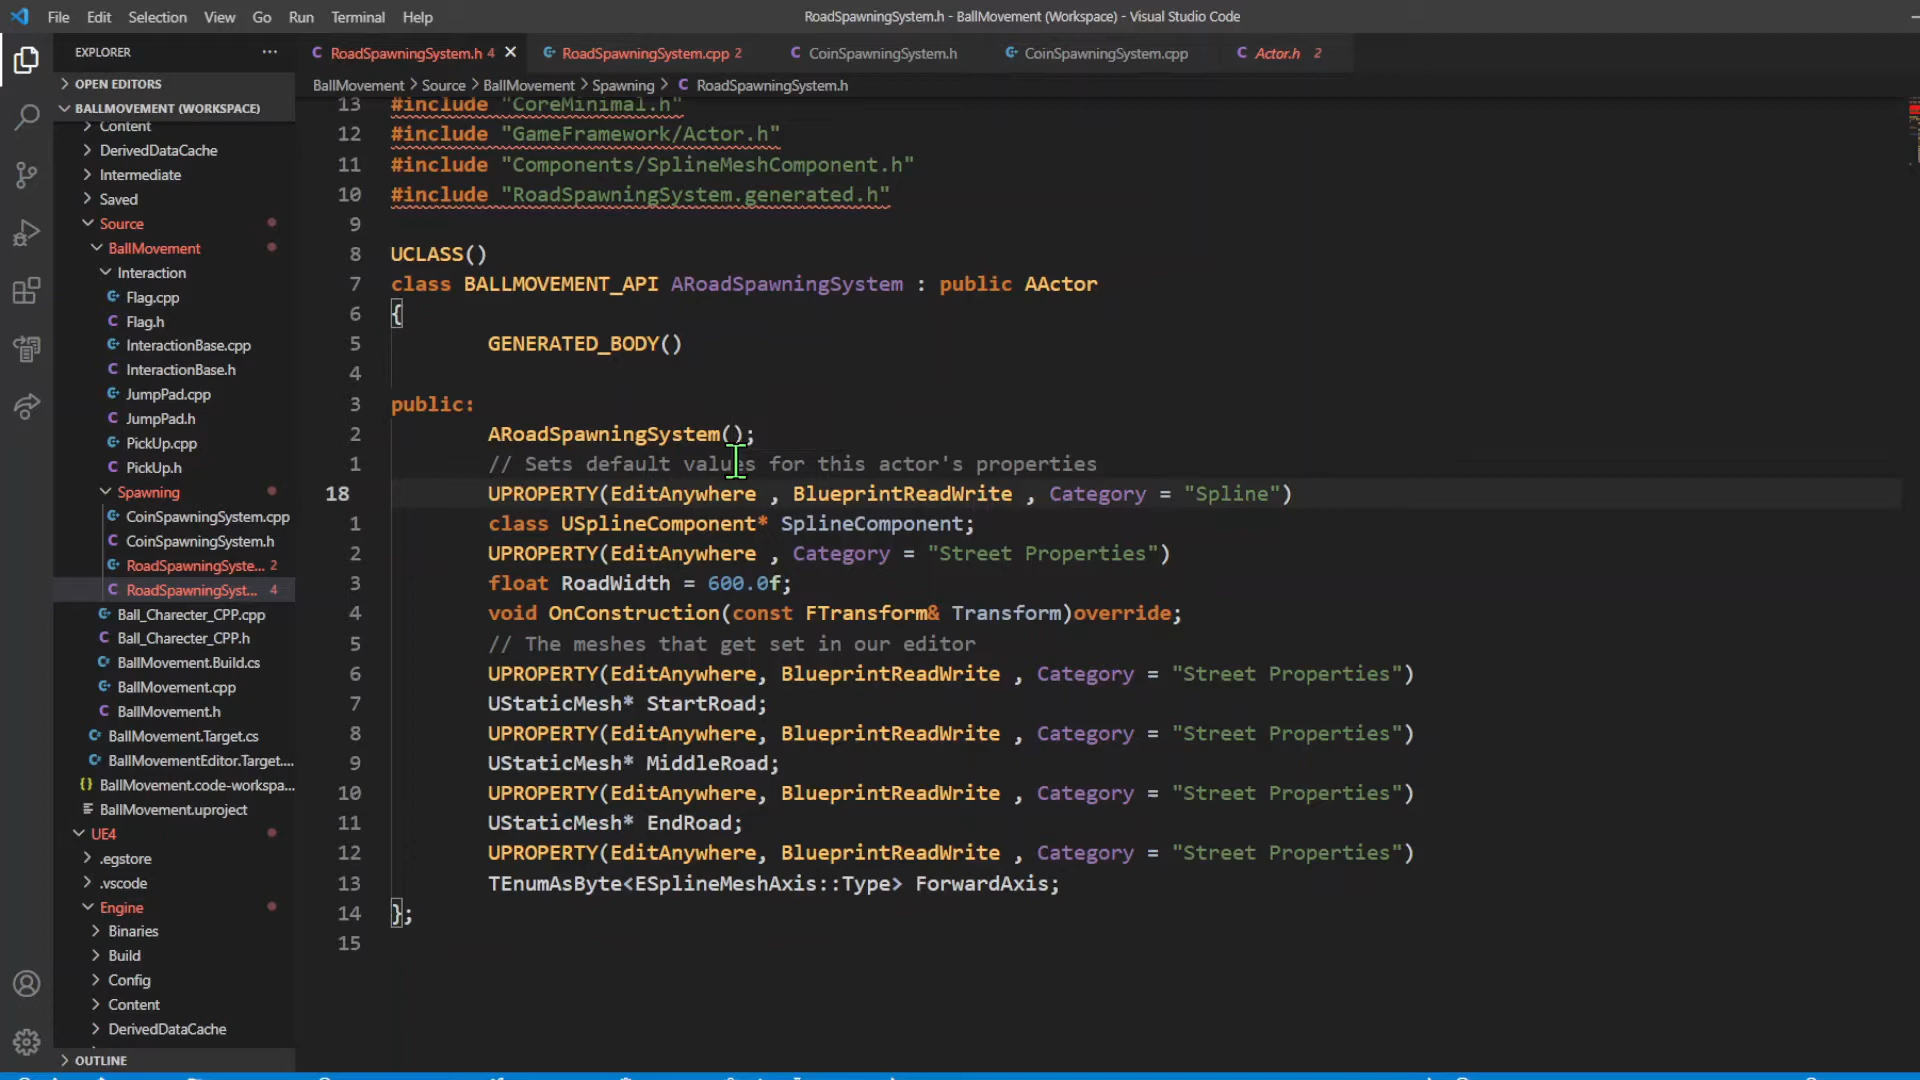 File Edit Selection View Go Run Terminal Help
RoadSpawningSystem.h - BallMovement (Workspace) - Visual Studio Code
EXPLORER
OPEN EDITORS
BALLMOVEMENT (WORKSPACE)
Content
DerivedDataCache
Intermediate
Saved
Source
BallMovement
Interaction
Flag.cpp
Flag.h
InteractionBase.cpp
InteractionBase.h
JumpPad.cpp
JumpPad.h
PickUp.cpp
PickUp.h
Spawning
CoinSpawningSystem.cpp
CoinSpawningSystem.h
RoadSpawningSyste... 2
RoadSpawningSyst... 4
Ball_Charecter_CPP.cpp
Ball_Charecter_CPP.h
BallMovement.Build.cs
BallMovement.cpp
BallMovement.h
BallMovement.Target.cs
BallMovementEditor.Target....
BallMovement.code-workspa...
BallMovement.uproject
UE4
.egstore
.vscode
Engine
Binaries
Build
Config
Content
DerivedDataCache
OUTLINE
RoadSpawningSystem.h 4 RoadSpawningSystem.cpp 2 CoinSpawningSystem.h CoinSpawningSystem.cpp Actor.h 2
BallMovement > Source > BallMovement > Spawning > RoadSpawningSystem.h
13 #include "CoreMinimal.h"
12 #include "GameFramework/Actor.h"
11 #include "Components/SplineMeshComponent.h"
10 #include "RoadSpawningSystem.generated.h"
9
8 UCLASS()
7 class BALLMOVEMENT_API ARoadSpawningSystem : public AActor
6 {
5 GENERATED_BODY()
4
3 public:
2 ARoadSpawningSystem();
1 // Sets default values for this actor's properties
18 UPROPERTY(EditAnywhere , BlueprintReadWrite , Category = "Spline")
1 class USplineComponent* SplineComponent;
2 UPROPERTY(EditAnywhere , Category = "Street Properties")
3 float RoadWidth = 600.0f;
4 void OnConstruction(const FTransform& Transform)override;
5 // The meshes that get set in our editor
6 UPROPERTY(EditAnywhere, BlueprintReadWrite , Category = "Street Properties")
7 UStaticMesh* StartRoad;
8 UPROPERTY(EditAnywhere, BlueprintReadWrite , Category = "Street Properties")
9 UStaticMesh* MiddleRoad;
10 UPROPERTY(EditAnywhere, BlueprintReadWrite , Category = "Street Properties")
11 UStaticMesh* EndRoad;
12 UPROPERTY(EditAnywhere, BlueprintReadWrite , Category = "Street Properties")
13 TEnumAsByte<ESplineMeshAxis::Type> ForwardAxis;
14 };
15